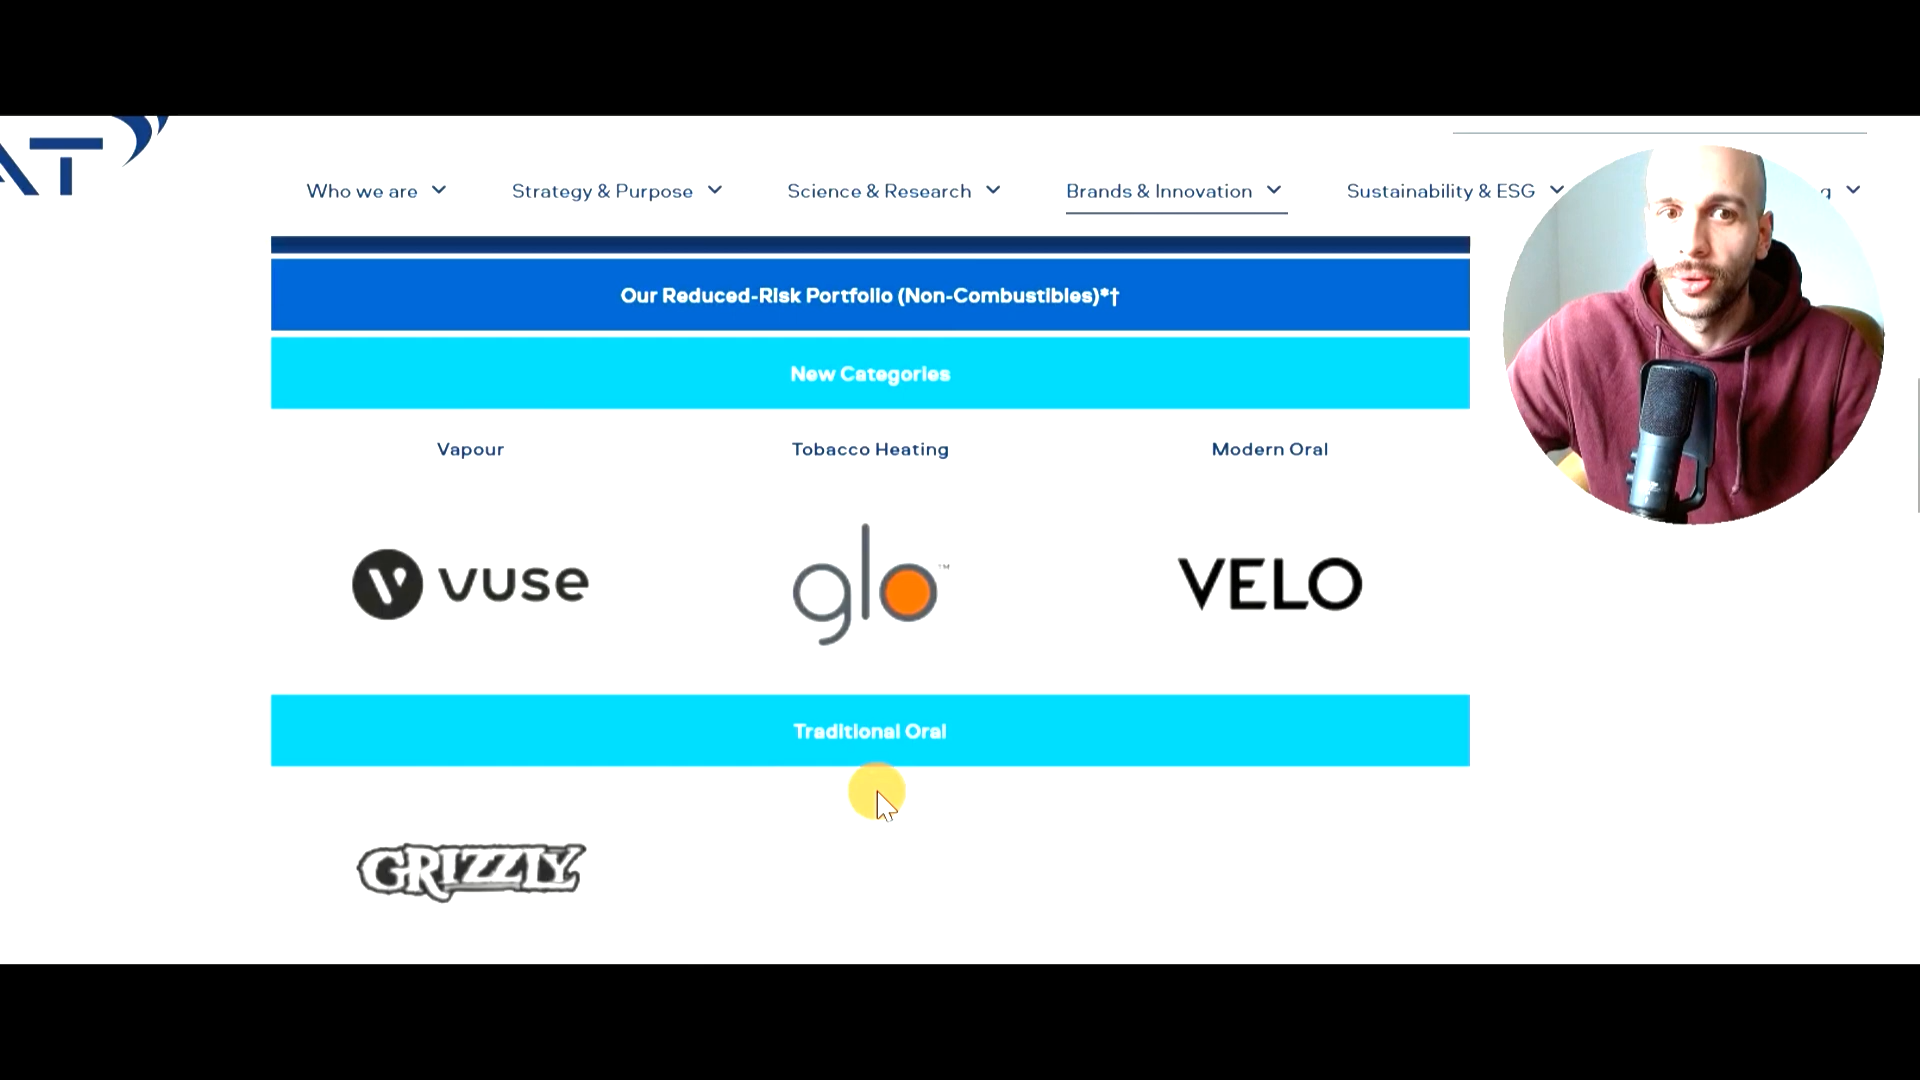 AT
Who we are
Strategy & Purpose
Science & Research
Brands & Innovation
Sustainability & ESG
g
Our Reduced-Risk Portfolio (Non-Combustibles)*†
New Categories
Vapour
Tobacco Heating
Modern Oral
V vuse
glo™
VELO
Traditional Oral
GRIZZLY